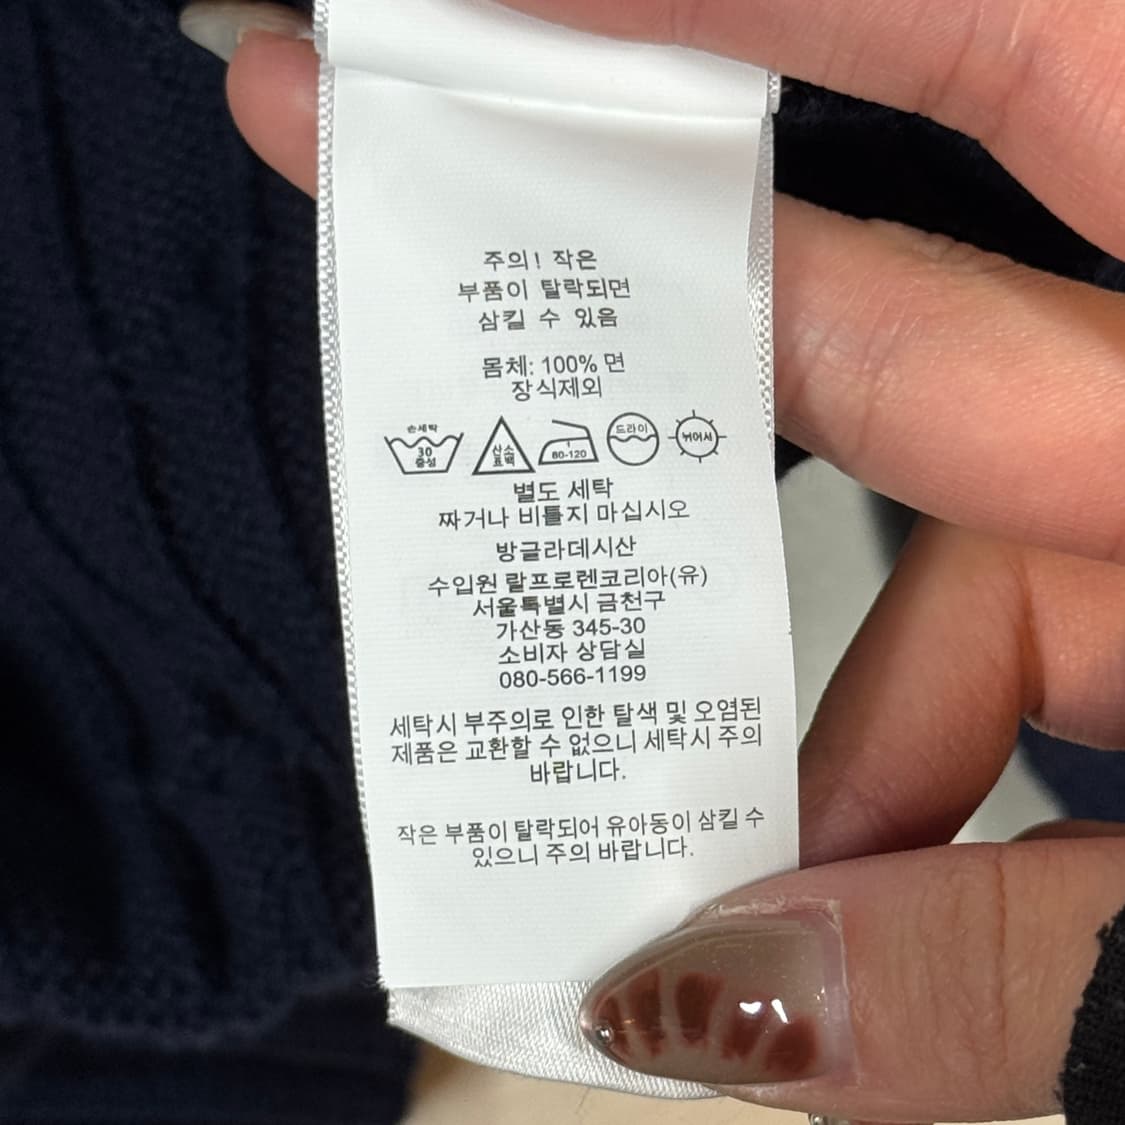 주의! 작은
부품이 탈락되면
삼킬 수 있음
몸체: 100% 면
장식제외
손세탁
30
중성
산소
표백
80-120
드라이
뉘어서
별도 세탁
짜거나 비틀지 마십시오
방글라데시산
수입원 랄프로렌코리아(유)
서울특별시 금천구
가산동 345-30
소비자 상담실
080-566-1199
세탁시 부주의로 인한 탈색 및 오염된
제품은 교환할 수 없으니 세탁시 주의
바랍니다.
작은 부품이 탈락되어 유아동이 삼킬 수
있으니 주의 바랍니다.